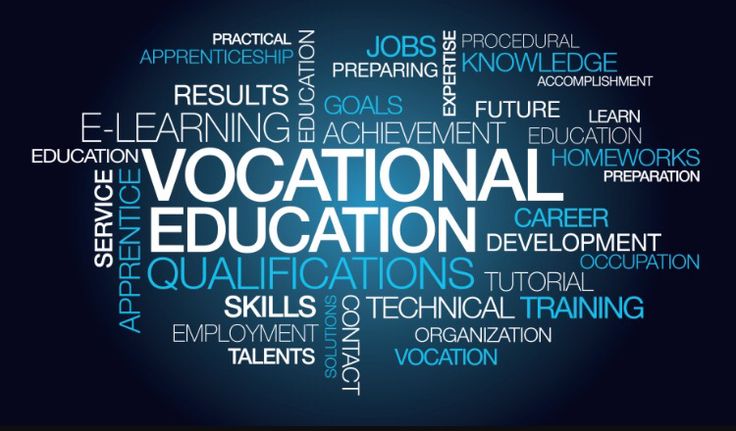 PRACTICAL
APPRENTICESHIP
EDUCATION
JOBS
PREPARING
EXPERTISE
PROCEDURAL
KNOWLEDGE
ACCOMPLISHMENT
RESULTS
GOALS
FUTURE
LEARN
E-LEARNING
ACHIEVEMENT
EDUCATION
EDUCATION
VOCATIONAL
HOMEWORKS
PREPARATION
SERVICE
APPRENTICE
EDUCATION
CAREER
DEVELOPMENT
OCCUPATION
QUALIFICATIONS
TUTORIAL
SKILLS
SOLUTIONS
CONTACT
TECHNICAL
TRAINING
EMPLOYMENT
ORGANIZATION
TALENTS
VOCATION